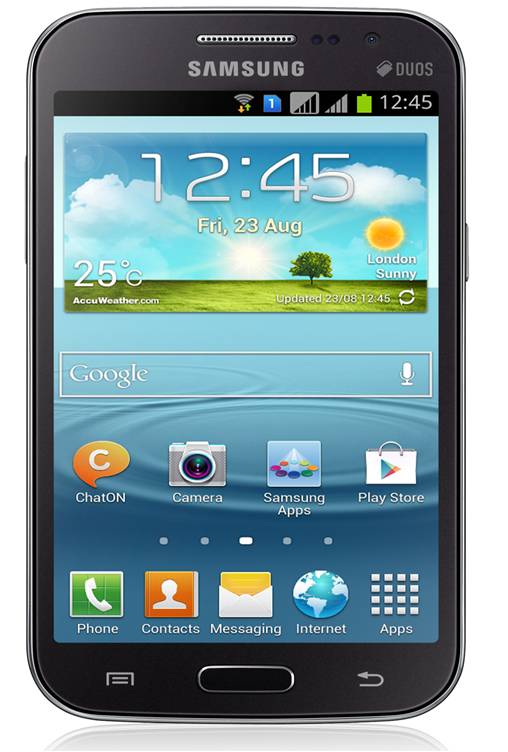 SAMSUNG
DUOS
1
12:45
12:45
Fri, 23 Aug
London
Sunny
25°c
AccuWeather.com
Updated 23/08 12:45
Google
C
ChatON
Camera
Samsung Apps
Play Store
Phone
Contacts
Messaging
Internet
Apps